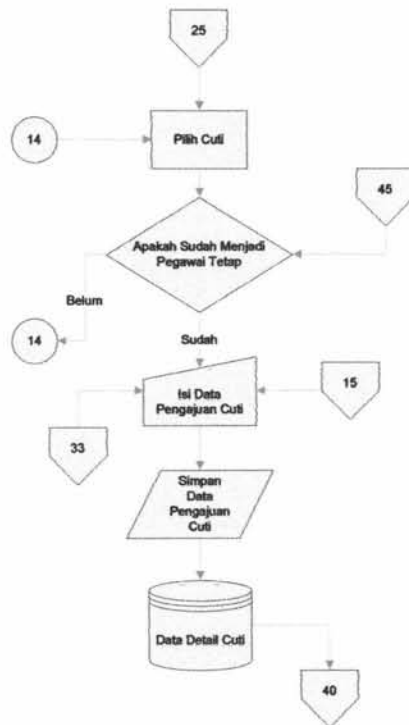 25
14
Pilih Cuti
45
Apakah Sudah Menjadi
Pegawai Tetap
Belum
14
Sudah
Isi Data
Pengajuan Cuti
15
33
Simpan
Data
Pengajuan
Cuti
Data Detail Cuti
40